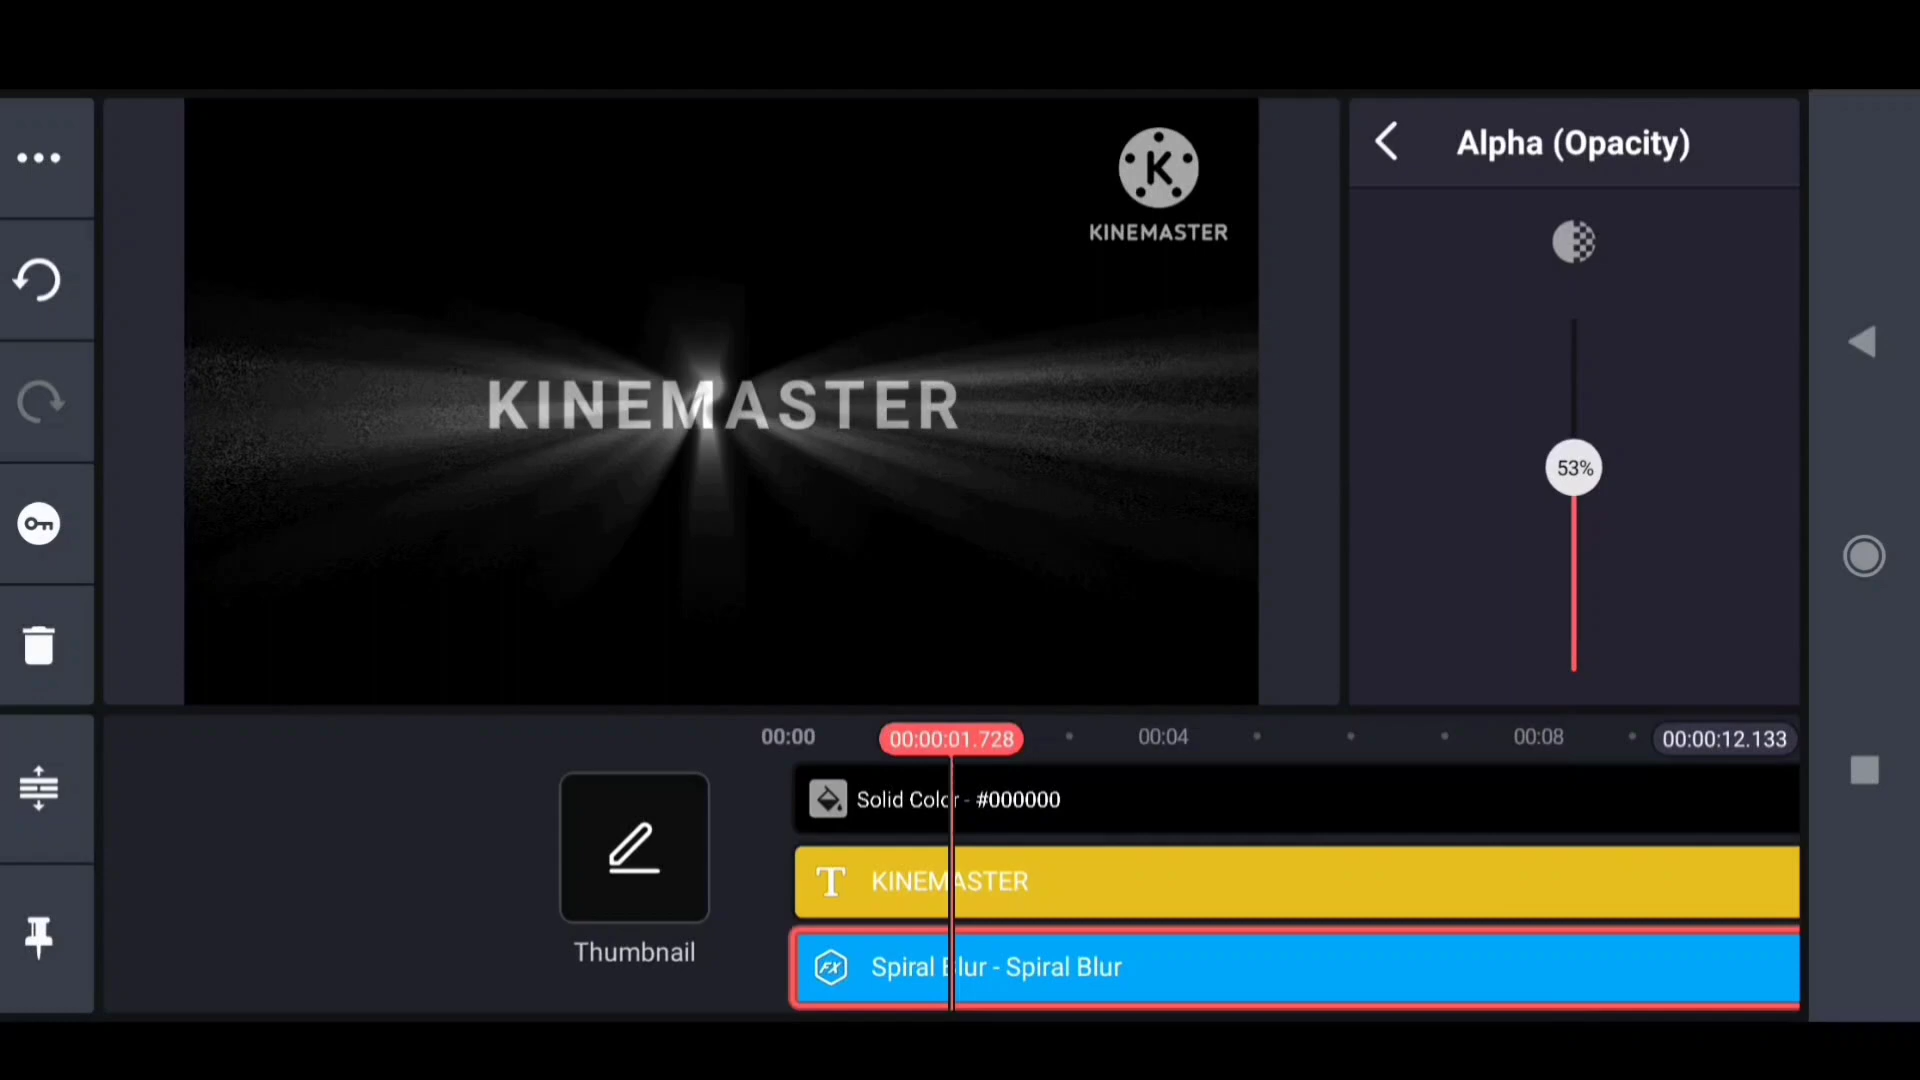 K
KINEMASTER
KINEMASTER
Alpha (Opacity)
53%
00:00
00:00:01.728
00:04
00:08
00:00:12.133
Thumbnail
Solid Color - #000000
T
KINEMASTER
FX
Spiral Blur - Spiral Blur